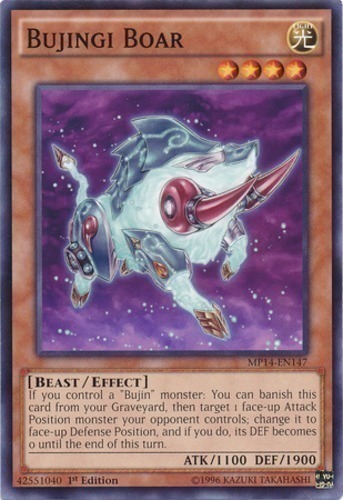 BUJINGI BOAR
LIGHT
光
MP14-EN147
[BEAST/EFFECT]
If you control a "Bujin" monster: You can banish
this card from your Graveyard, then target 1 face-up Attack
Position monster your opponent controls; change it to
face-up Defense Position, and if you do, its DEF becomes
0 until the end of this turn.
ATK/1100 DEF/1900
42551040 1st Edition ©1996 KAZUKI TAKAHASHI